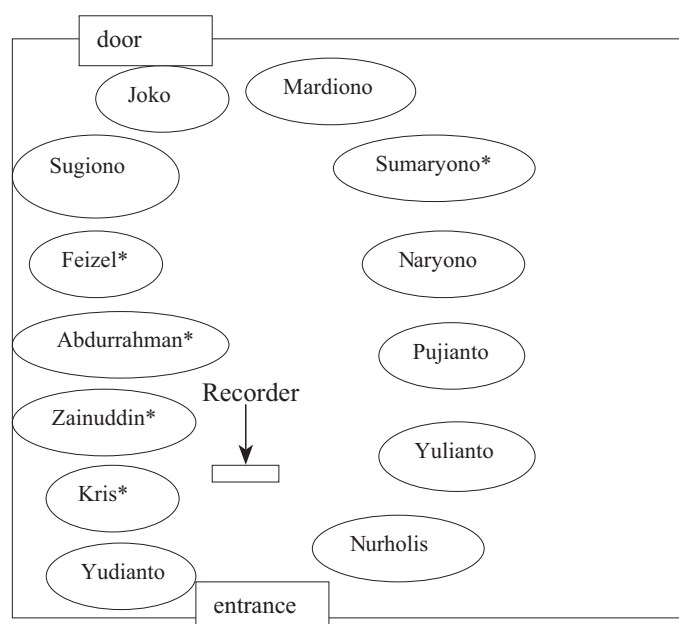 door
Joko
Mardiono
Sugiono
Sumaryono*
Feizel*
Naryono
Abdurrahman*
Pujianto
Recorder
Zainuddin*
Yulianto
Kris*
Nurholis
Yudianto
entrance